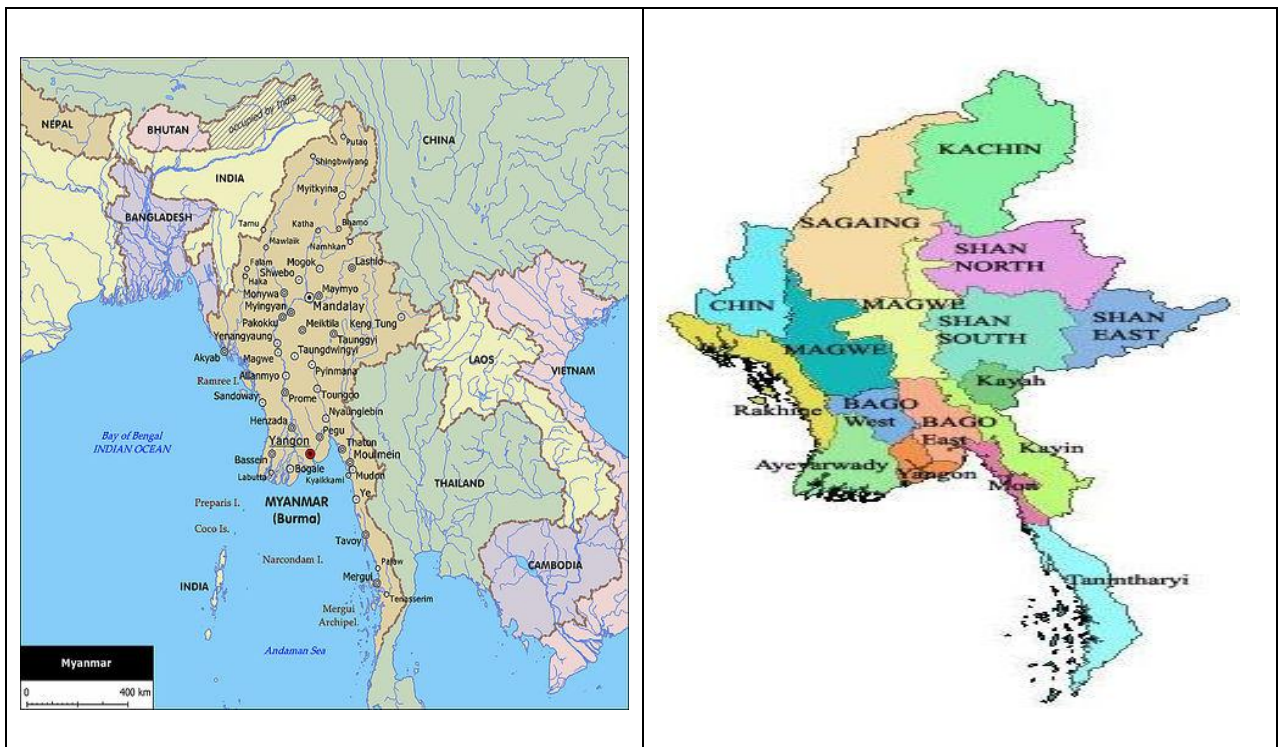 NEPAL
BHUTAN
occupied by India
CHINA
INDIA
BANGLADESH
Putao
Shingbwiyang
Myitkyina
Tamu
Katha
Bhamo
Mawlaik
Namhkan
Falam
Mogok
Lashio
Haka
Shwebo
Monywa
Maymyo
Myingyan
Mandalay
Pakokku
Meiktila
Keng Tung
Yenangyaung
Taunggyi
Akyab
Magwe
Taungdwingyi
LAOS
VIETNAM
Allanmyo
Pyinmana
Ramree I.
Sandoway
Prome
Toungoo
Nyaunglebin
Henzada
Pegu
Bay of Bengal
INDIAN OCEAN
Yangon
Thaton
Bassein
Moulmein
Labutta
Bogale
Kyaikkami
Mudon
THAILAND
Preparis I.
MYANMAR
(Burma)
Ye
Coco Is.
Tavoy
Narcondam I.
Palaw
CAMBODIA
INDIA
Mergui
Tenasserim
Mergui
Archipel.
Andaman Sea
Myanmar
0
400 km
KACHIN
SAGAING
SHAN
NORTH
CHIN
MAGWE
SHAN
SOUTH
SHAN
EAST
MAGWE
Kayah
Rakhine
BAGO
West
BAGO
East
Kayin
Ayeyarwady
Yangon
Mon
Tanintharyi